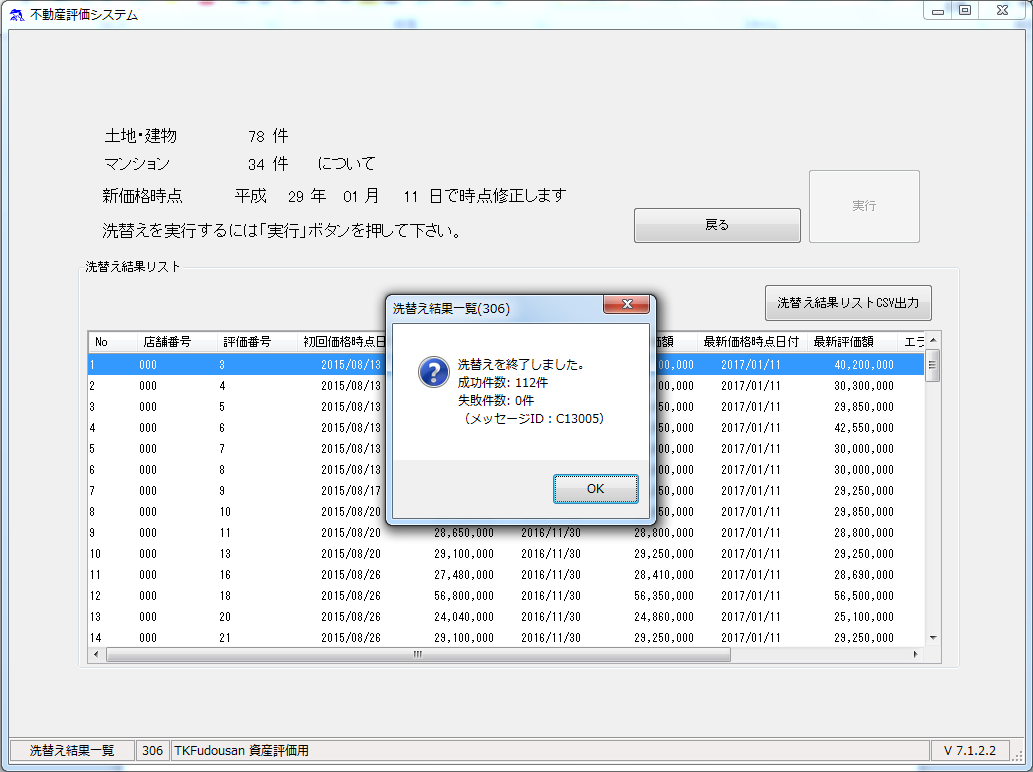 不動産評価システム
土地・建物 78 件
マンション 34 件 について
新価格時点 平成 29 年 01 月 11 日で時点修正します
洗替えを実行するには「実行」ボタンを押して下さい。
戻る
実行
洗替え結果リスト
洗替え結果リストCSV出力
No 店舗番号 評価番号 初回価格時点日 額 最新価格時点日付 最新評価額 エラ
1 000 3 2015/08/13 00,000 2017/01/11 40,200,000
2 000 4 2015/08/13 00,000 2017/01/11 30,300,000
3 000 5 2015/08/13 50,000 2017/01/11 29,850,000
4 000 6 2015/08/13 50,000 2017/01/11 42,550,000
5 000 7 2015/08/13 00,000 2017/01/11 30,000,000
6 000 8 2015/08/13 00,000 2017/01/11 30,000,000
7 000 9 2015/08/17 50,000 2017/01/11 29,250,000
8 000 10 2015/08/20 50,000 2017/01/11 29,850,000
9 000 11 2015/08/20 28,650,000 2016/11/30 28,800,000 2017/01/11 28,800,000
10 000 13 2015/08/20 29,100,000 2016/11/30 29,250,000 2017/01/11 29,250,000
11 000 16 2015/08/26 27,480,000 2016/11/30 28,410,000 2017/01/11 28,690,000
12 000 18 2015/08/26 56,800,000 2016/11/30 56,350,000 2017/01/11 56,500,000
13 000 20 2015/08/26 24,040,000 2016/11/30 24,860,000 2017/01/11 25,100,000
14 000 21 2015/08/26 29,100,000 2016/11/30 29,250,000 2017/01/11 29,250,000
洗替え結果一覧(306)
洗替えを終了しました。
成功件数: 112件
失敗件数: 0件
（メッセージID：C13005）
OK
洗替え結果一覧 306 TKFudousan 資産評価用 V 7.1.2.2